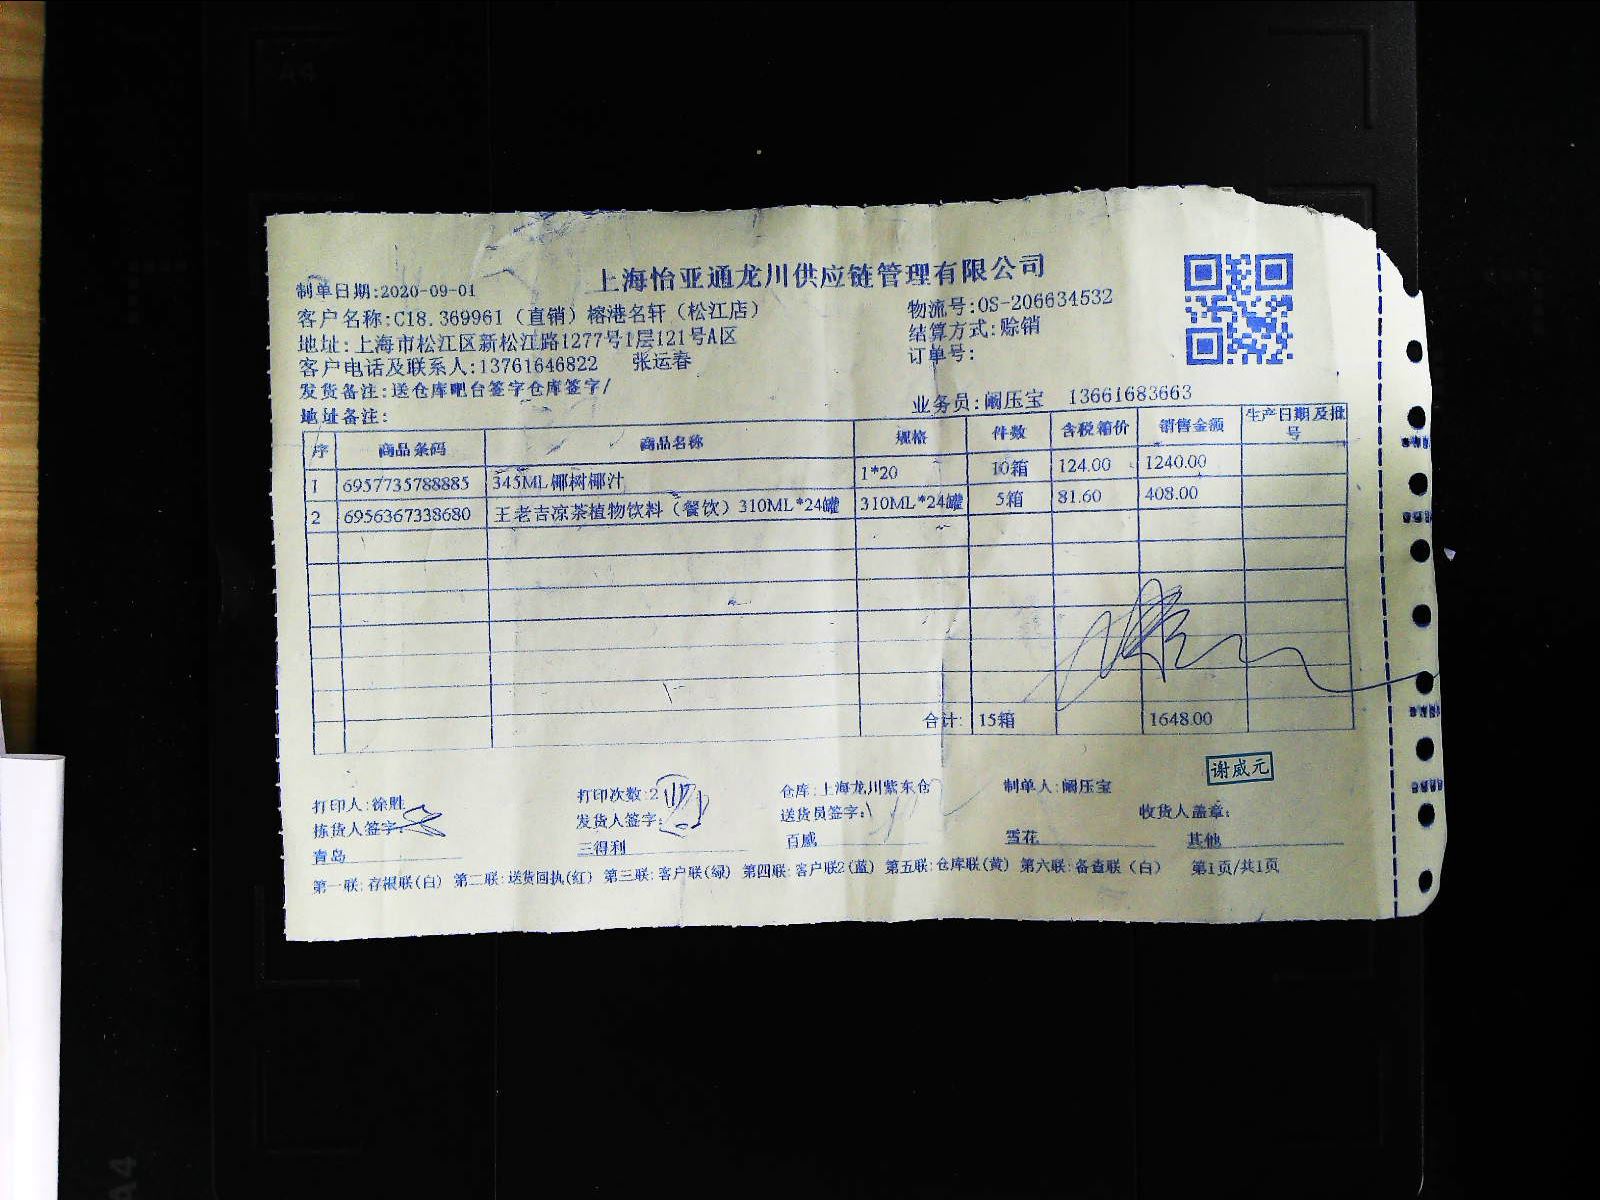 上海怡亚通龙川供应链管理有限公司
制单日期:2020-09-01
客户名称:C18.369961（直销）榕港名轩（松江店） 物流号:OS-206634532
地址:上海市松江区新松江路1277号1层121号A区 结算方式:赊销
客户电话及联系人:13761646822 张运春 订单号:
发货备注:送仓库吧台签字仓库签字/
地址备注: 业务员:阚压宝 13661683663
序 商品条码 商品名称 规格 件数 含税箱价 销售金额 生产日期及批号
1 6957735788885 345ML椰树椰汁 1*20 10箱 124.00 1240.00
2 6956367338680 王老吉凉茶植物饮料（餐饮）310ML*24罐 310ML*24罐 5箱 81.60 408.00
合计: 15箱 1648.00
谢威元
打印人:徐胜 打印次数:2 仓库:上海龙川紫东仓 制单人:阚压宝
拣货人签字: 发货人签字: 送货员签字: 收货人盖章:
青岛 三得利 百威 雪花 其他
第一联:存根联(白) 第二联:送货回执(红) 第三联:客户联(绿) 第四联:客户联2(蓝) 第五联:仓库联(黄) 第六联:备查联（白） 第1页/共1页
A4
A4